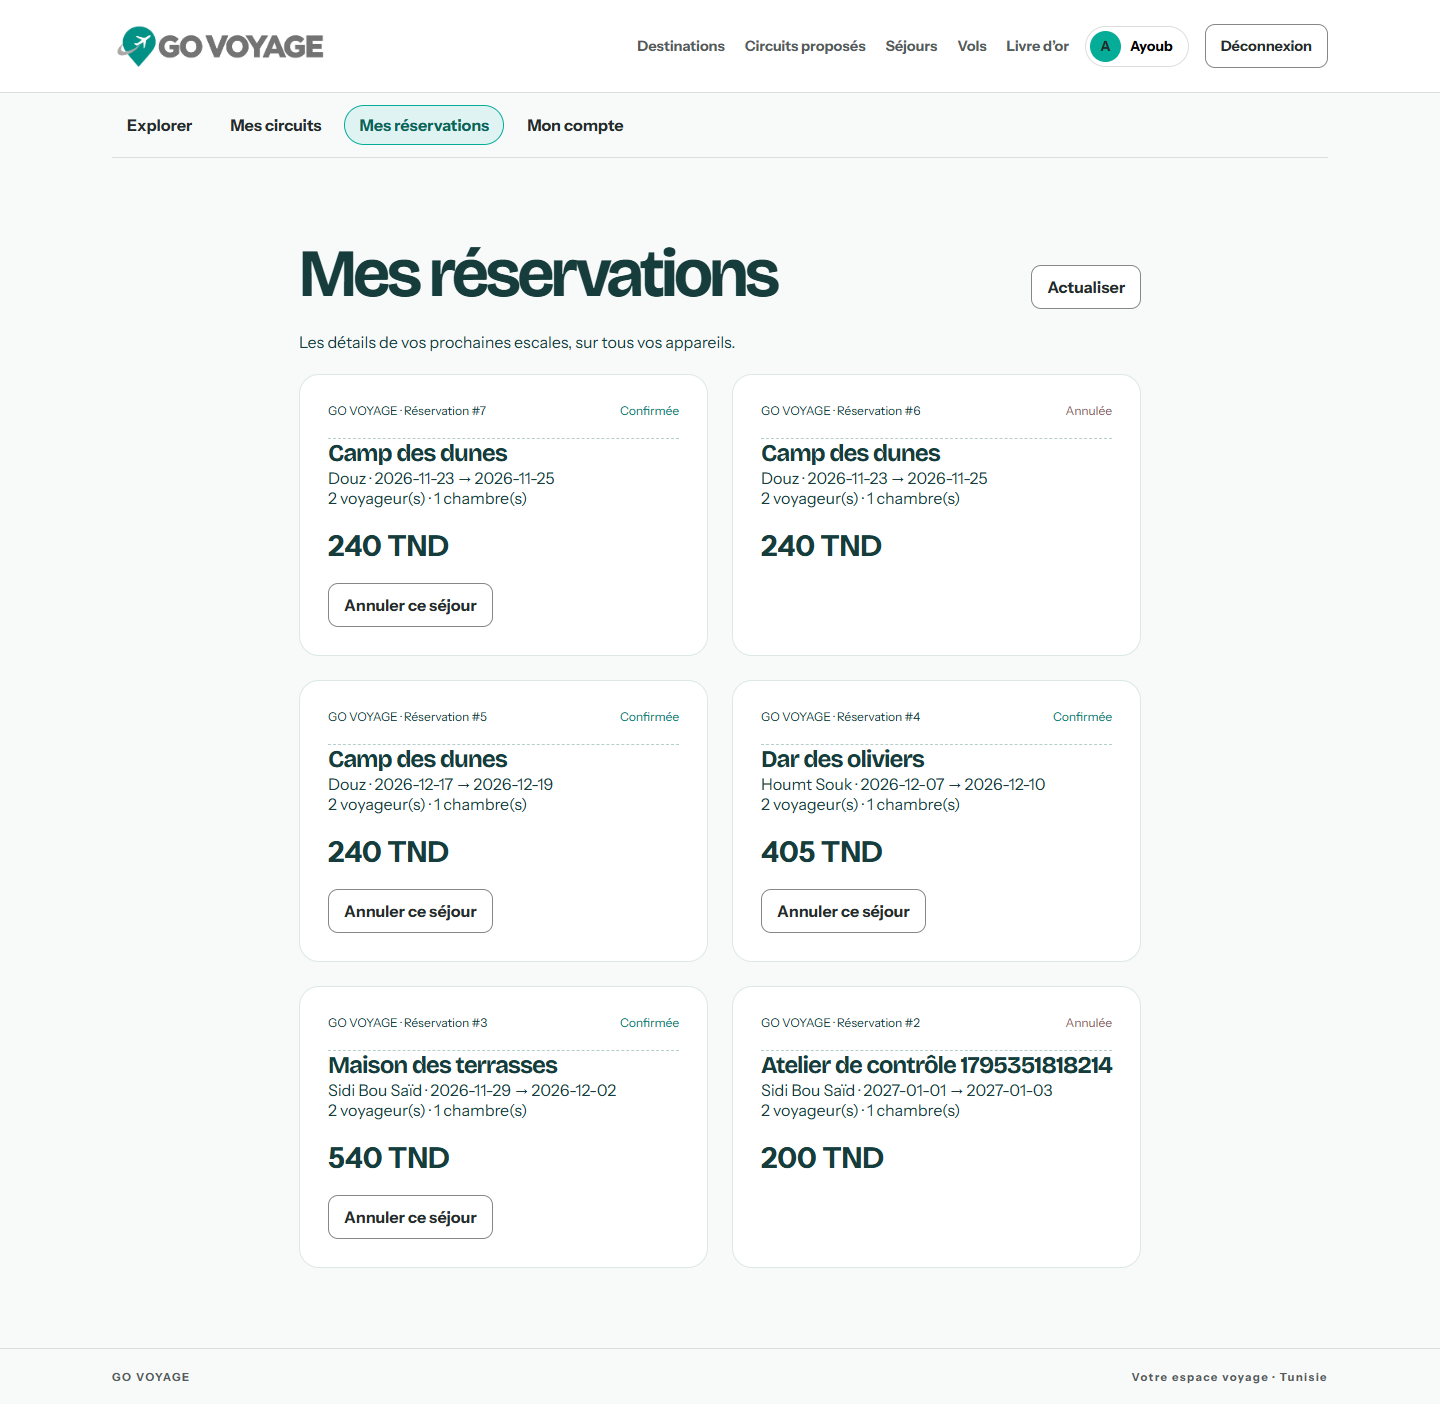 GO VOYAGE
Destinations Circuits proposés Séjours Vols Livre d’or A Ayoub Déconnexion
Explorer Mes circuits Mes réservations Mon compte
Mes réservations
Actualiser
Les détails de vos prochaines escales, sur tous vos appareils.
GO VOYAGE · Réservation #7 Confirmée
Camp des dunes
Douz · 2026-11-23 → 2026-11-25
2 voyageur(s) · 1 chambre(s)
240 TND
Annuler ce séjour
GO VOYAGE · Réservation #6 Annulée
Camp des dunes
Douz · 2026-11-23 → 2026-11-25
2 voyageur(s) · 1 chambre(s)
240 TND
GO VOYAGE · Réservation #5 Confirmée
Camp des dunes
Douz · 2026-12-17 → 2026-12-19
2 voyageur(s) · 1 chambre(s)
240 TND
Annuler ce séjour
GO VOYAGE · Réservation #4 Confirmée
Dar des oliviers
Houmt Souk · 2026-12-07 → 2026-12-10
2 voyageur(s) · 1 chambre(s)
405 TND
Annuler ce séjour
GO VOYAGE · Réservation #3 Confirmée
Maison des terrasses
Sidi Bou Saïd · 2026-11-29 → 2026-12-02
2 voyageur(s) · 1 chambre(s)
540 TND
Annuler ce séjour
GO VOYAGE · Réservation #2 Annulée
Atelier de contrôle 1795351818214
Sidi Bou Saïd · 2027-01-01 → 2027-01-03
2 voyageur(s) · 1 chambre(s)
200 TND
GO VOYAGE
Votre espace voyage · Tunisie